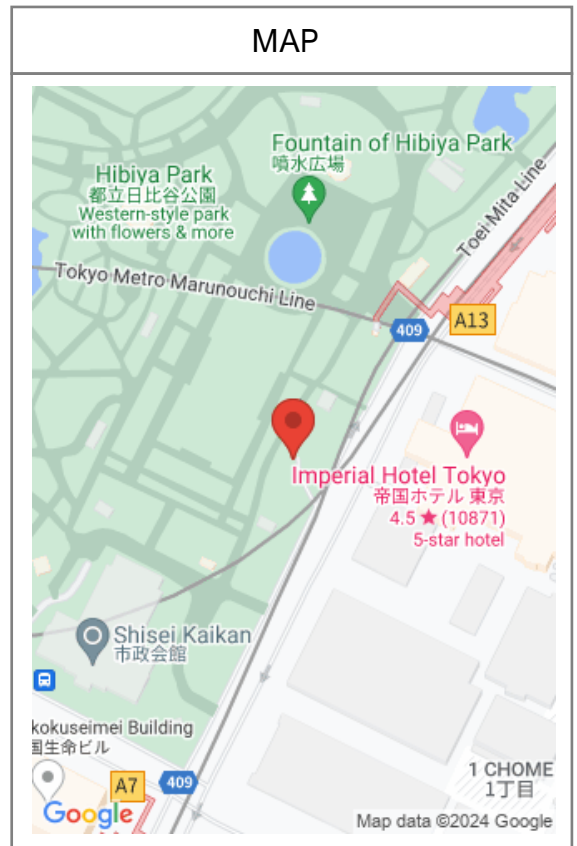 MAP
Fountain of Hibiya Park
噴水広場
Hibiya Park
都立日比谷公園
Western-style park
with flowers & more
Toei Mita Line
Tokyo Metro Marunouchi Line
A13
409
Imperial Hotel Tokyo
帝国ホテル 東京
4.5 ★ (10871)
5-star hotel
Shisei Kaikan
市政会館
kokuseimei Building
国生命ビル
1 CHOME
1丁目
A7
409
Google
Map data ©2024 Google